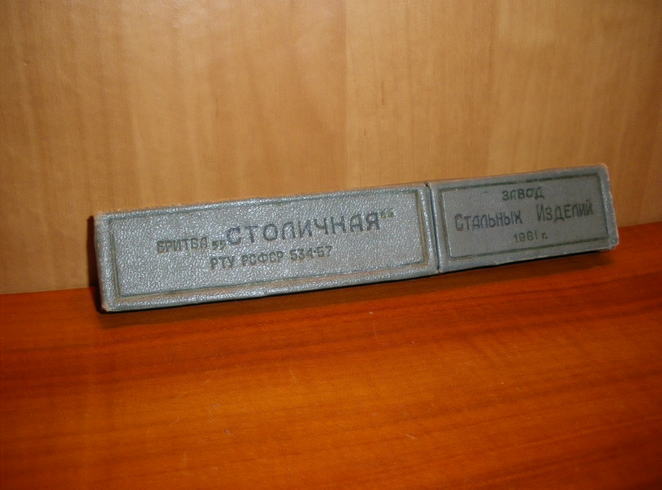 БРИТВА „СТОЛИЧНАЯ“
РТУ РСФСР 534-57
ЗАВОД
СТАЛЬНЫХ ИЗДЕЛИЙ
1961 г.